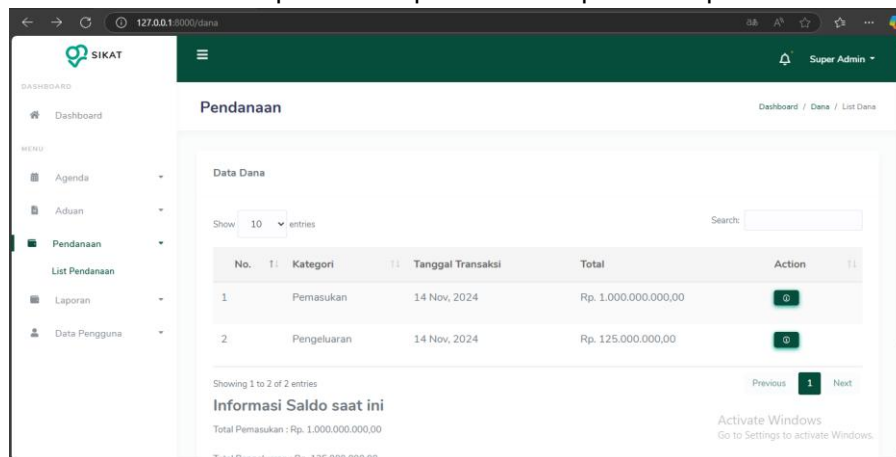 127.0.0.1:8000/dana
SIKAT
Super Admin
DASHBOARD
Dashboard
Pendanaan
Dashboard / Dana / List Dana
MENU
Agenda
Aduan
Pendanaan
List Pendanaan
Laporan
Data Pengguna
Data Dana
Show 10 entries
Search:
No. Kategori Tanggal Transaksi Total Action
1 Pemasukan 14 Nov, 2024 Rp. 1.000.000.000,00
2 Pengeluaran 14 Nov, 2024 Rp. 125.000.000,00
Showing 1 to 2 of 2 entries
Previous 1 Next
Informasi Saldo saat ini
Total Pemasukan : Rp. 1.000.000.000,00
Activate Windows
Go to Settings to activate Windows.